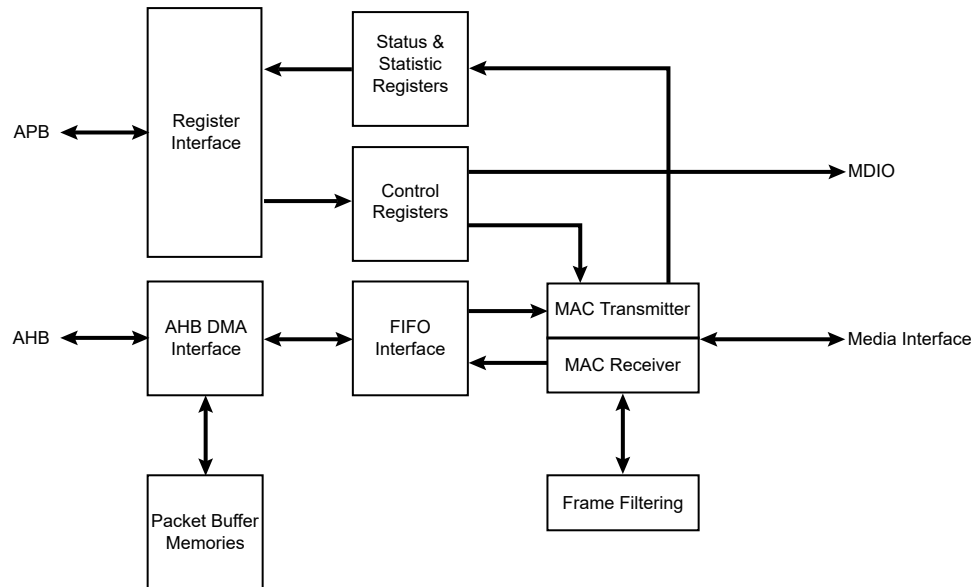 Status &
Statistic
Registers
APB
Register
Interface
Control
Registers
MDIO
AHB
AHB DMA
Interface
FIFO
Interface
MAC Transmitter
MAC Receiver
Media Interface
Packet Buffer
Memories
Frame Filtering